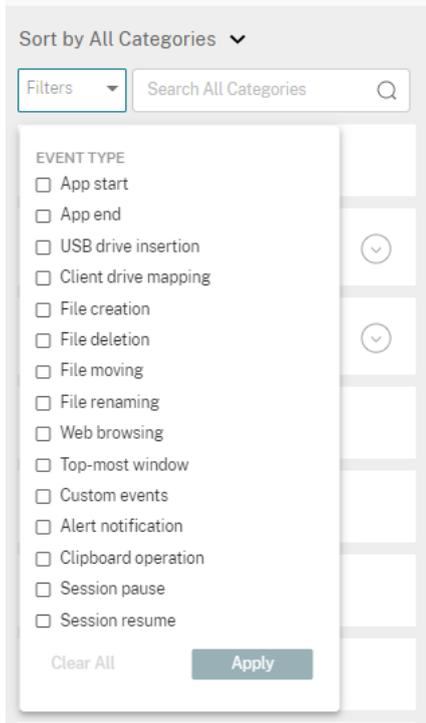 Sort by All Categories
Filters
Search All Categories
EVENT TYPE
App start
App end
USB drive insertion
Client drive mapping
File creation
File deletion
File moving
File renaming
Web browsing
Top-most window
Custom events
Alert notification
Clipboard operation
Session pause
Session resume
Clear All
Apply